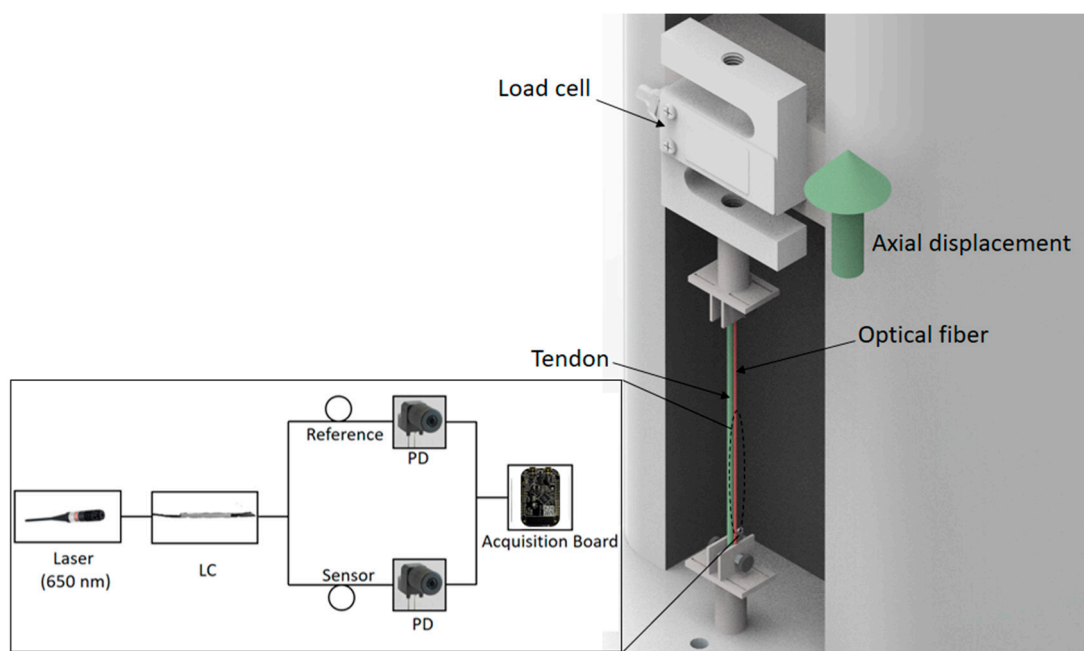 Load cell
Axial displacement
Optical fiber
Tendon
Reference
PD
Acquisition Board
Laser
(650 nm)
LC
Sensor
PD